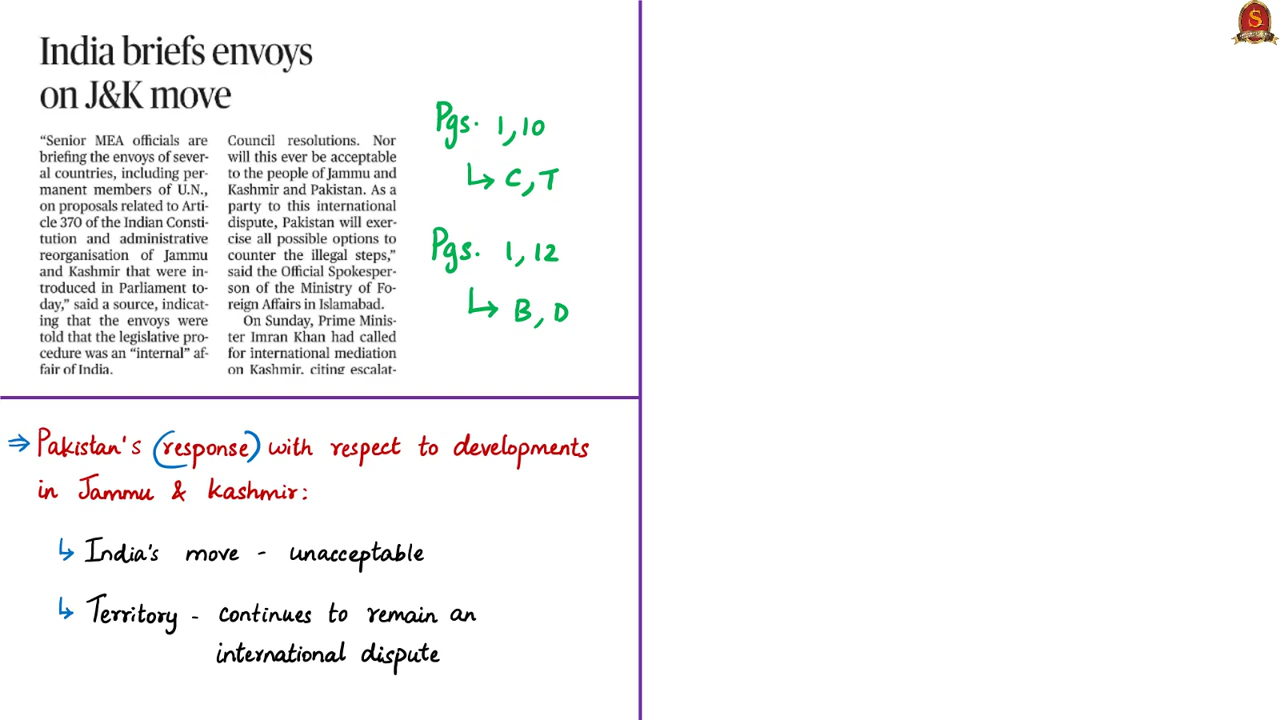 India briefs envoys
on J&K move
“Senior MEA officials are
briefing the envoys of sever-
al countries, including per-
manent members of U.N.,
on proposals related to Arti-
cle 370 of the Indian Consti-
tution and administrative
reorganisation of Jammu
and Kashmir that were in-
troduced in Parliament to-
day,” said a source, indicat-
ing that the envoys were
told that the legislative pro-
cedure was an “internal” af-
fair of India.
Council resolutions. Nor
will this ever be acceptable
to the people of Jammu and
Kashmir and Pakistan. As a
party to this international
dispute, Pakistan will exer-
cise all possible options to
counter the illegal steps,”
said the Official Spokesper-
son of the Ministry of Fo-
reign Affairs in Islamabad.
On Sunday, Prime Minis-
ter Imran Khan had called
for international mediation
on Kashmir, citing escalat-
Pgs. 1, 10
↳ C, T
Pgs. 1, 12
↳ B, D
⇒ Pakistan's (response) with respect to developments
in Jammu & Kashmir:
↳ India's move - unacceptable
↳ Territory - continues to remain an
international dispute
S